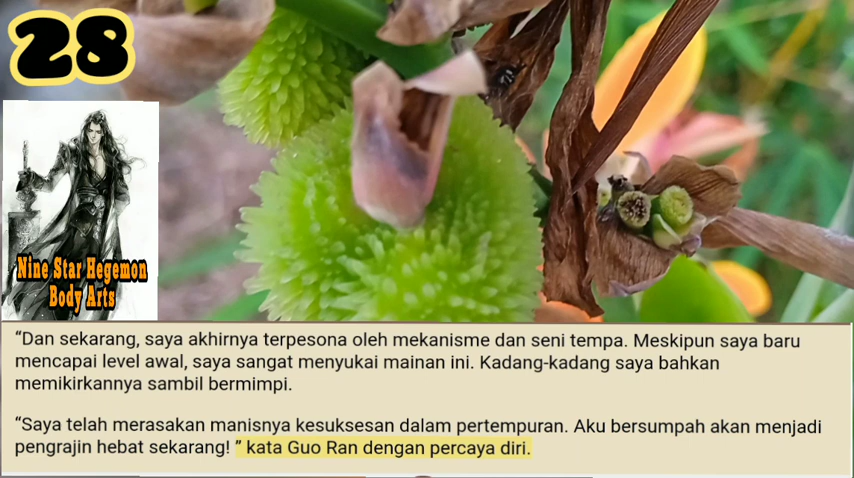 28
Nine Star Hegemon
Body Arts
“Dan sekarang, saya akhirnya terpesona oleh mekanisme dan seni tempa. Meskipun saya baru
mencapai level awal, saya sangat menyukai mainan ini. Kadang-kadang saya bahkan
memikirkannya sambil bermimpi.
“Saya telah merasakan manisnya kesuksesan dalam pertempuran. Aku bersumpah akan menjadi
pengrajin hebat sekarang! ” kata Guo Ran dengan percaya diri.